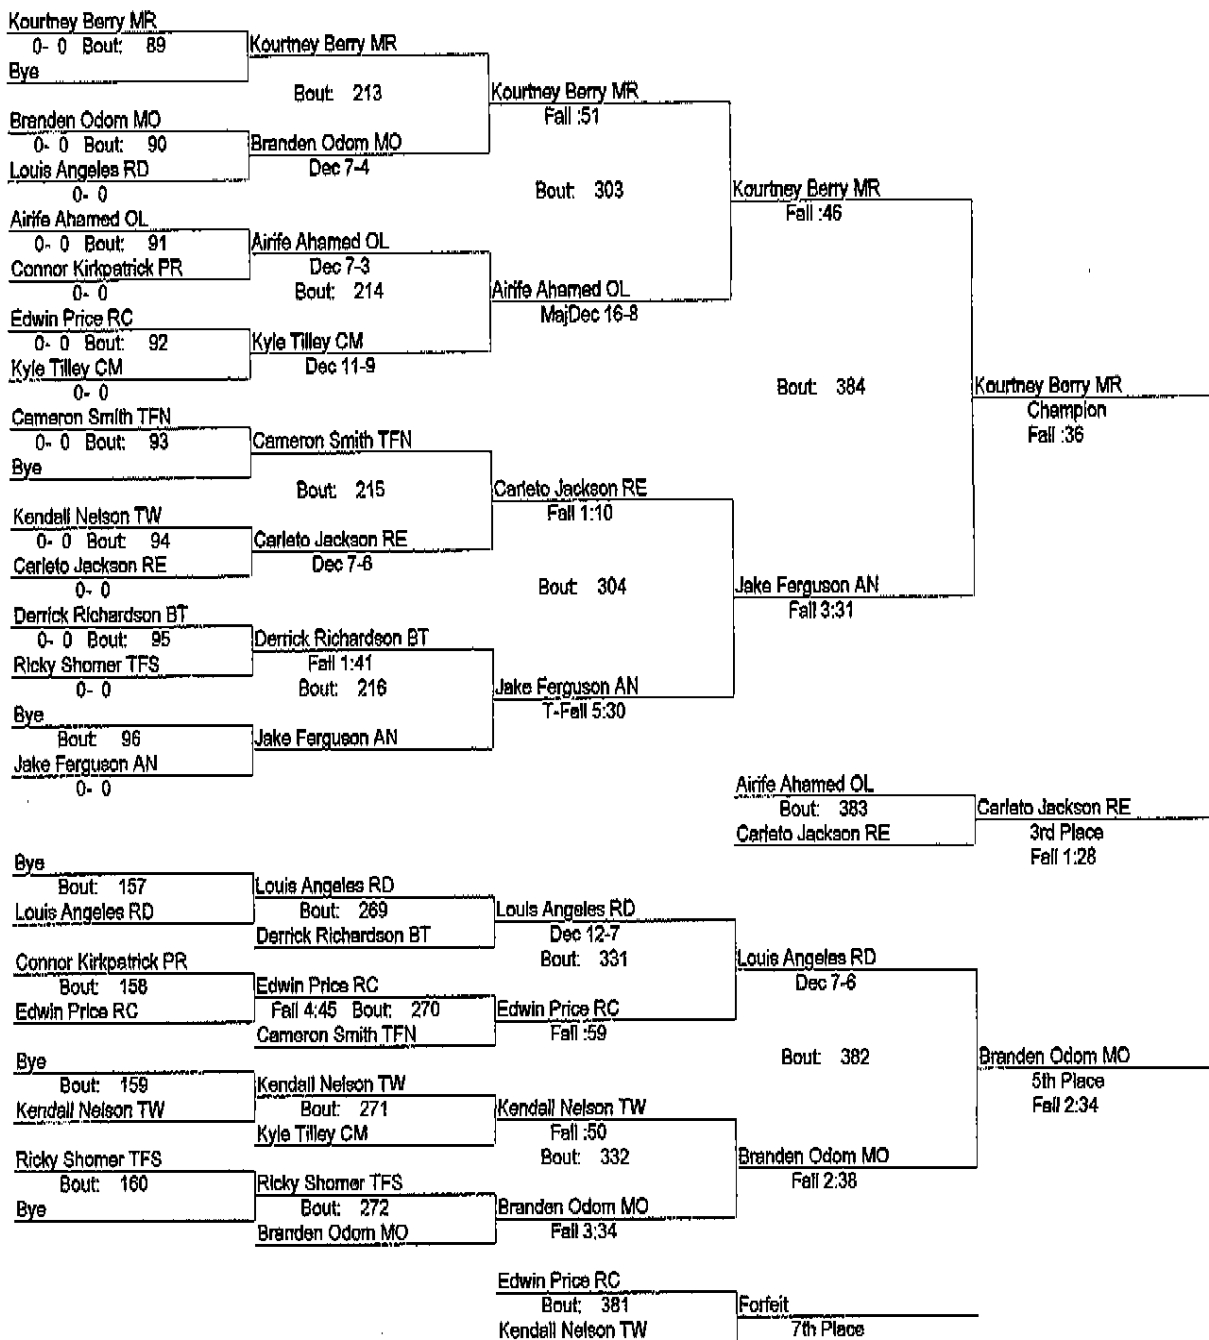 Kourtney Berry MR
0- 0 Bout: 89
Bye
Kourtney Berry MR
Bout: 213
Branden Odom MO
0- 0 Bout: 90
Louis Angeles RD
0- 0
Branden Odom MO
Dec 7-4
Kourtney Berry MR
Fall :51
Bout: 303
Airife Ahamed OL
0- 0 Bout: 91
Connor Kirkpatrick PR
0- 0
Airife Ahamed OL
Dec 7-3
Bout: 214
Edwin Price RC
0- 0 Bout: 92
Kyle Tilley CM
0- 0
Kyle Tilley CM
Dec 11-9
Airife Ahamed OL
MajDec 16-8
Kourtney Berry MR
Fall :46
Bout: 384
Kourtney Berry MR
Champion
Fall :36
Cameron Smith TFN
0- 0 Bout: 93
Bye
Cameron Smith TFN
Bout: 215
Kendall Nelson TW
0- 0 Bout: 94
Carleto Jackson RE
0- 0
Carleto Jackson RE
Dec 7-6
Carleto Jackson RE
Fall 1:10
Bout: 304
Derrick Richardson BT
0- 0 Bout: 95
Ricky Shomer TFS
0- 0
Derrick Richardson BT
Fall 1:41
Bout: 216
Bye
Bout: 96
Jake Ferguson AN
0- 0
Jake Ferguson AN
Jake Ferguson AN
T-Fall 5:30
Jake Ferguson AN
Fall 3:31
Airife Ahamed OL
Bout: 383
Carleto Jackson RE
Carleto Jackson RE
3rd Place
Fall 1:28
Bye
Bout: 157
Louis Angeles RD
Louis Angeles RD
Bout: 269
Derrick Richardson BT
Louis Angeles RD
Dec 12-7
Bout: 331
Connor Kirkpatrick PR
Bout: 158
Edwin Price RC
Edwin Price RC
Fall 4:45 Bout: 270
Cameron Smith TFN
Edwin Price RC
Fall :59
Louis Angeles RD
Dec 7-6
Bout: 382
Bye
Bout: 159
Kendall Nelson TW
Kendall Nelson TW
Bout: 271
Kyle Tilley CM
Kendall Nelson TW
Fall :50
Bout: 332
Ricky Shomer TFS
Bout: 160
Bye
Ricky Shomer TFS
Bout: 272
Branden Odom MO
Branden Odom MO
Fall 3:34
Branden Odom MO
Fall 2:38
Branden Odom MO
5th Place
Fall 2:34
Edwin Price RC
Bout: 381
Kendall Nelson TW
Forfeit
7th Place